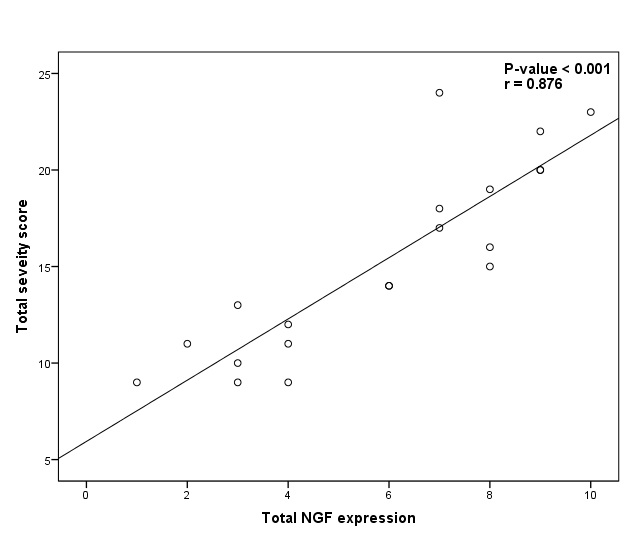 P-value < 0.001
r = 0.876
25
20
15
10
5
Total seveity score
0 2 4 6 8 10
Total NGF expression